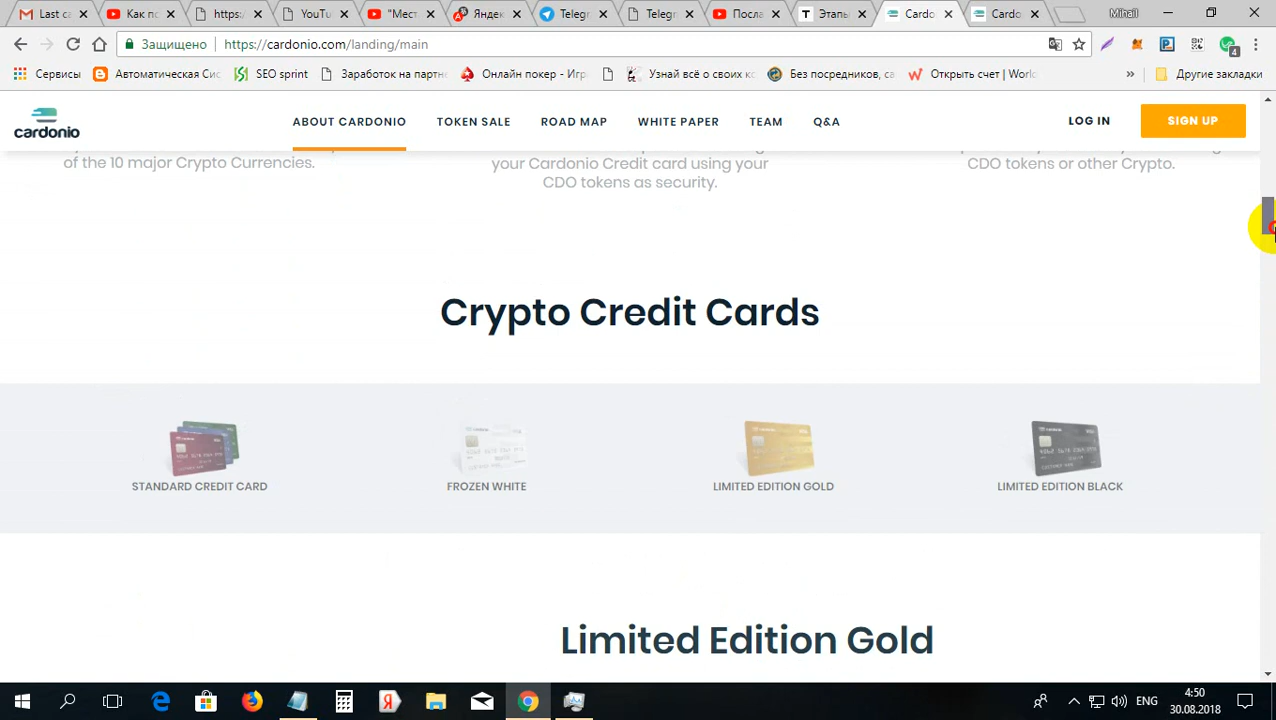 Last c
Как по
https:/
YouTu
"Мест
Яндек
Telegr
Telegr
Посла
Этапы
Cardo
Cardo
Mihail
Защищено
https://cardonio.com/landing/main
4
Сервисы
Автоматическая Сис
SEO sprint
Заработок на партн
Онлайн покер - Игр
Узнай всё о своих ко
Без посредников, са
Открыть счет | World
»
Другие закладки
cardonio
ABOUT CARDONIO
TOKEN SALE
ROAD MAP
WHITE PAPER
TEAM
Q&A
LOG IN
SIGN UP
of the 10 major Crypto Currencies.
your Cardonio Credit card using your
CDO tokens as security.
CDO tokens or other Crypto.
Crypto Credit Cards
STANDARD CREDIT CARD
FROZEN WHITE
LIMITED EDITION GOLD
LIMITED EDITION BLACK
Limited Edition Gold
ENG
4:50
30.08.2018